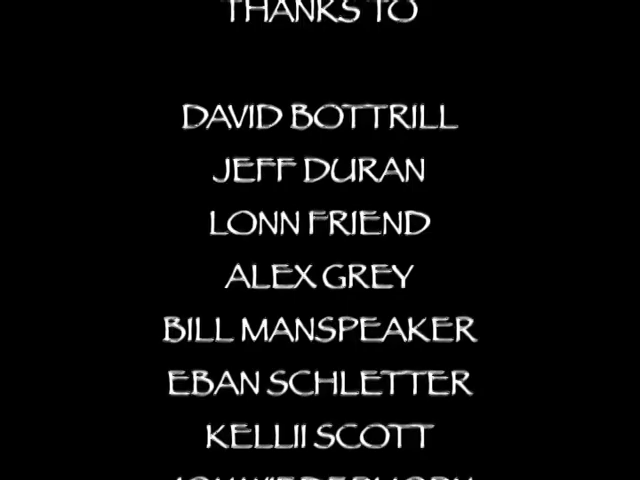 THANKS TO
DAVID BOTTRILL
JEFF DURAN
LONN FRIEND
ALEX GREY
BILL MANSPEAKER
EBAN SCHLETTER
KELLII SCOTT